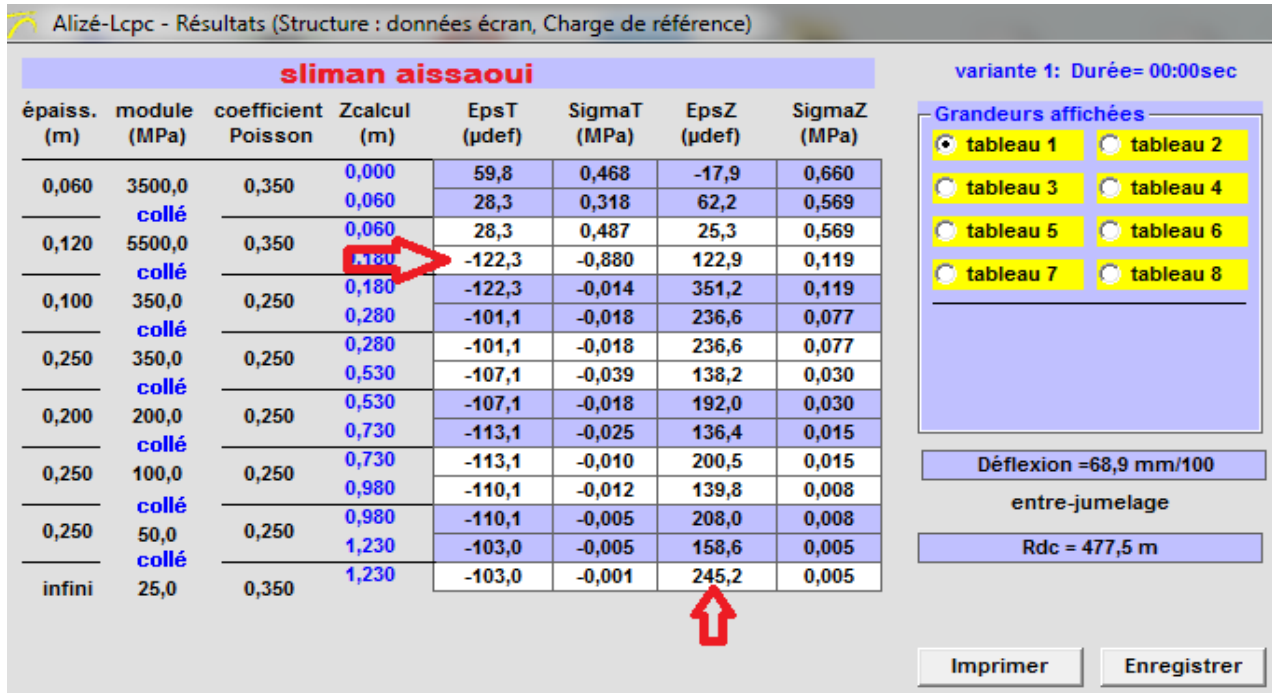 Alizé-Lcpc - Résultats (Structure : données écran, Charge de référence)
sliman aissaoui
variante 1: Durée= 00:00sec
épaiss. module coefficient Zcalcul EpsT SigmaT EpsZ SigmaZ
(m) (MPa) Poisson (m) (µdef) (MPa) (µdef) (MPa)
Grandeurs affichées
tableau 1 tableau 2
tableau 3 tableau 4
tableau 5 tableau 6
tableau 7 tableau 8
0,000 59,8 0,468 -17,9 0,660
0,060 3500,0 0,350
0,060 28,3 0,318 62,2 0,569
collé
0,060 28,3 0,487 25,3 0,569
0,120 5500,0 0,350
0,180 -122,3 -0,880 122,9 0,119
collé
0,180 -122,3 -0,014 351,2 0,119
0,100 350,0 0,250
0,280 -101,1 -0,018 236,6 0,077
collé
0,280 -101,1 -0,018 236,6 0,077
0,250 350,0 0,250
0,530 -107,1 -0,039 138,2 0,030
collé
0,530 -107,1 -0,018 192,0 0,030
0,200 200,0 0,250
0,730 -113,1 -0,025 136,4 0,015
collé
0,730 -113,1 -0,010 200,5 0,015
0,250 100,0 0,250
0,980 -110,1 -0,012 139,8 0,008
collé
0,980 -110,1 -0,005 208,0 0,008
0,250 50,0 0,250
1,230 -103,0 -0,005 158,6 0,005
collé
1,230 -103,0 -0,001 245,2 0,005
infini 25,0 0,350
Déflexion =68,9 mm/100
entre-jumelage
Rdc = 477,5 m
Imprimer Enregistrer